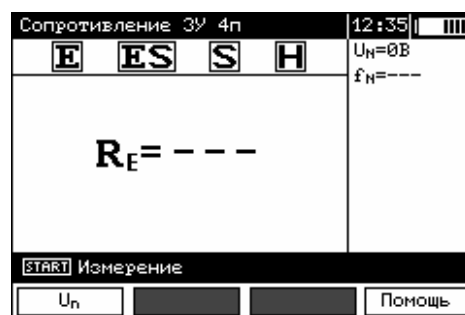 Сопротивление ЗУ 4п 12:35
E ES S H
U_N=0В
f_N=---
R_E= - - -
START Измерение
U_n Помощь